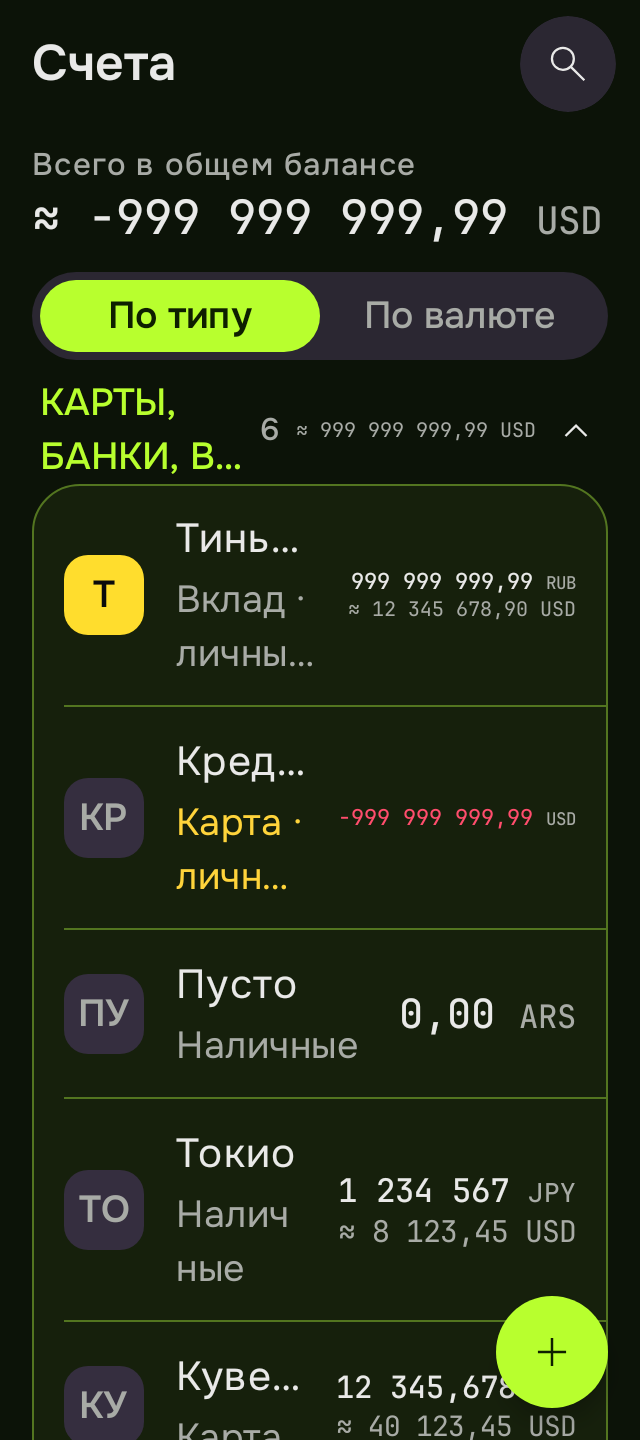 Счета
Всего в общем балансе
≈ -999 999 999,99 USD
По типу По валюте
КАРТЫ,
БАНКИ, В...
6 ≈ 999 999 999,99 USD
Т
Тинь...
Вклад ·
личны...
999 999 999,99 RUB
≈ 12 345 678,90 USD
КР
Кред...
Карта ·
личн...
-999 999 999,99 USD
ПУ
Пусто
Наличные
0,00 ARS
ТО
Токио
Налич
ные
1 234 567 JPY
≈ 8 123,45 USD
КУ
Куве...
Карта
12 345,678
≈ 40 123,45 USD